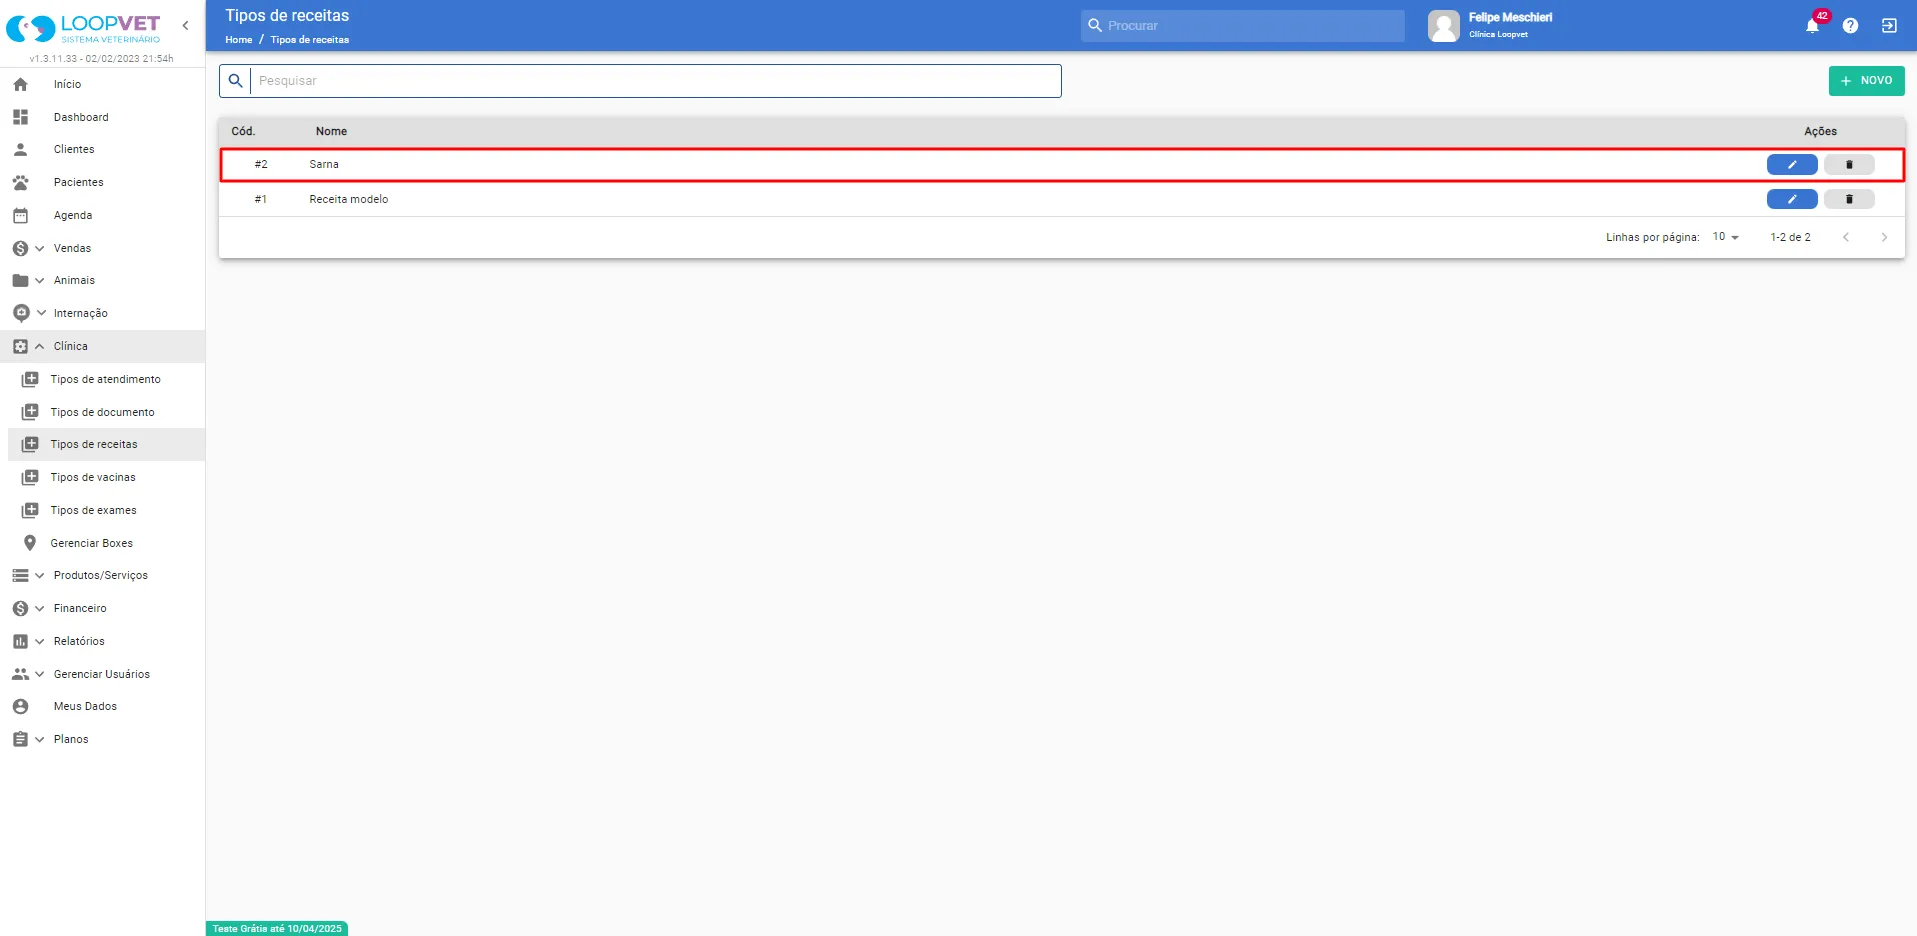 LOOPVET
SISTEMA VETERINÁRIO
v1.3.11.33 - 02/02/2023 21:54h
Início
Dashboard
Clientes
Pacientes
Agenda
Vendas
Animais
Internação
Clínica
Tipos de atendimento
Tipos de documento
Tipos de receitas
Tipos de vacinas
Tipos de exames
Gerenciar Boxes
Produtos/Serviços
Financeiro
Relatórios
Gerenciar Usuários
Meus Dados
Planos
Tipos de receitas
Home / Tipos de receitas
Procurar
Felipe Meschieri
Clínica Loopvet
42
?
Pesquisar
+ NOVO
Cód. Nome Ações
#2 Sarna
#1 Receita modelo
Linhas por página: 10 1-2 de 2
Teste Grátis até 10/04/2025